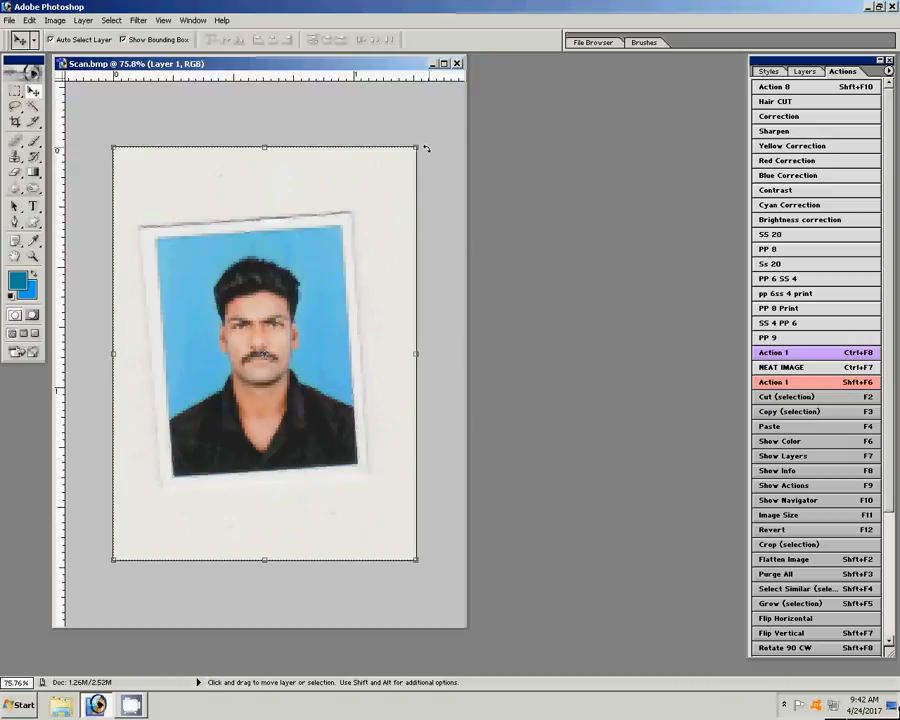 Adobe Photoshop
File Edit Image Layer Select Filter View Window Help
Auto Select Layer Show Bounding Box
File Browser Brushes
Scan.bmp @ 75.8% (Layer 1, RGB)
0 1
0
1
Styles Layers Actions
Action 8 Shft+F10
Hair CUT
Correction
Sharpen
Yellow Correction
Red Correction
Blue Correction
Contrast
Cyan Correction
Brightness correction
SS 20
PP 8
Ss 20
PP 6 SS 4
pp 6ss 4 print
PP 8 Print
SS 4 PP 6
PP 9
Action 1 Ctrl+F8
NEAT IMAGE Ctrl+F7
Action 1 Shft+F6
Cut (selection) F2
Copy (selection) F3
Paste F4
Show Color F6
Show Layers F7
Show Info F8
Show Actions F9
Show Navigator F10
Image Size F11
Revert F12
Crop (selection)
Flatten Image Shft+F2
Purge All Shft+F3
Select Similar (sele... Shft+F4
Grow (selection) Shft+F5
Flip Horizontal
Flip Vertical Shft+F7
Rotate 90 CW Shft+F8
75.76% Doc: 1.26M/2.52M Click and drag to move layer or selection. Use Shift and Alt for additional options.
Start
9:42 AM
4/24/2017